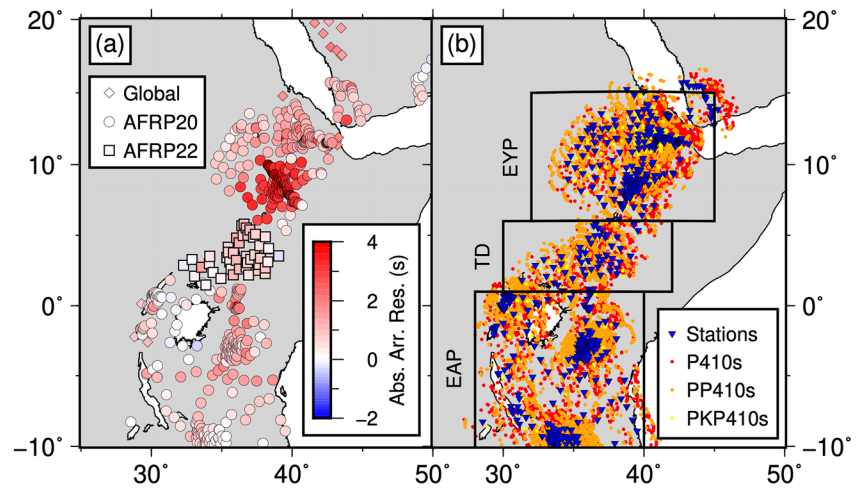 (a)
Global
AFRP20
AFRP22
4
2
0
−2
Abs. Arr. Res. (s)
20˚
10˚
0˚
−10˚
30˚
40˚
50˚
(b)
EYP
TD
EAP
Stations
P410s
PP410s
PKP410s
30˚
40˚
50˚
20˚
10˚
0˚
−10˚